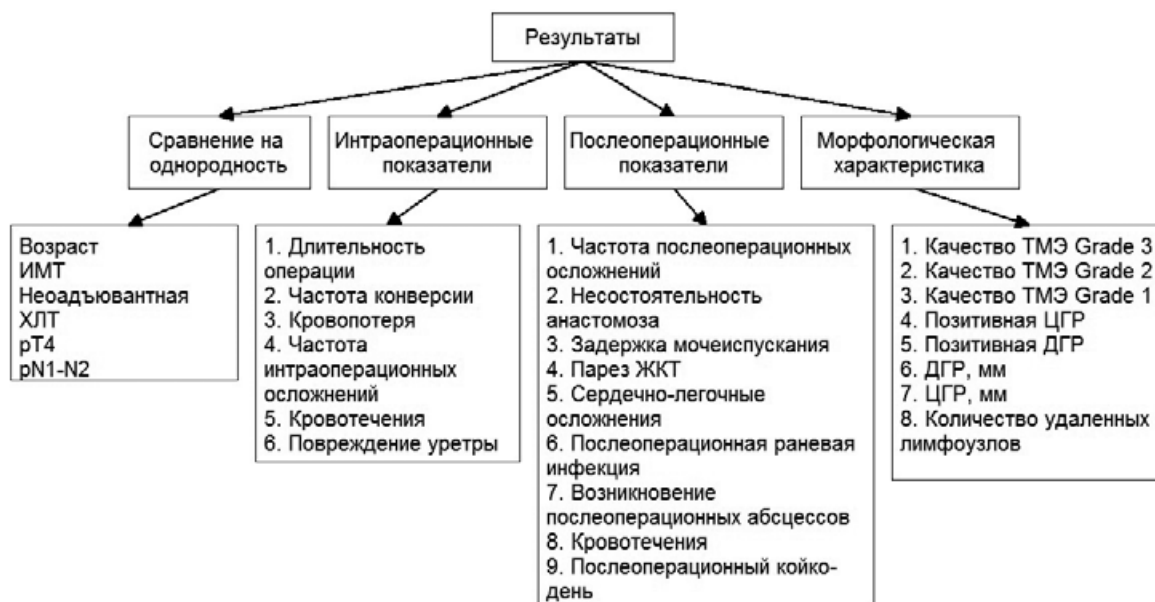 Результаты
Сравнение на
однородность
Интраоперационные
показатели
Послеоперационные
показатели
Морфологическая
характеристика
Возраст
ИМТ
Неоадъювантная
ХЛТ
рТ4
pN1-N2
1. Длительность
операции
2. Частота конверсии
3. Кровопотеря
4. Частота
интраоперационных
осложнений
5. Кровотечения
6. Повреждение уретры
1. Частота послеоперационных
осложнений
2. Несостоятельность
анастомоза
3. Задержка мочеиспускания
4. Парез ЖКТ
5. Сердечно-легочные
осложнения
6. Послеоперационная раневая
инфекция
7. Возникновение
послеоперационных абсцессов
8. Кровотечения
9. Послеоперационный койко-
день
1. Качество ТМЭ Grade 3
2. Качество ТМЭ Grade 2
3. Качество ТМЭ Grade 1
4. Позитивная ЦГР
5. Позитивная ДГР
6. ДГР, мм
7. ЦГР, мм
8. Количество удаленных
лимфоузлов